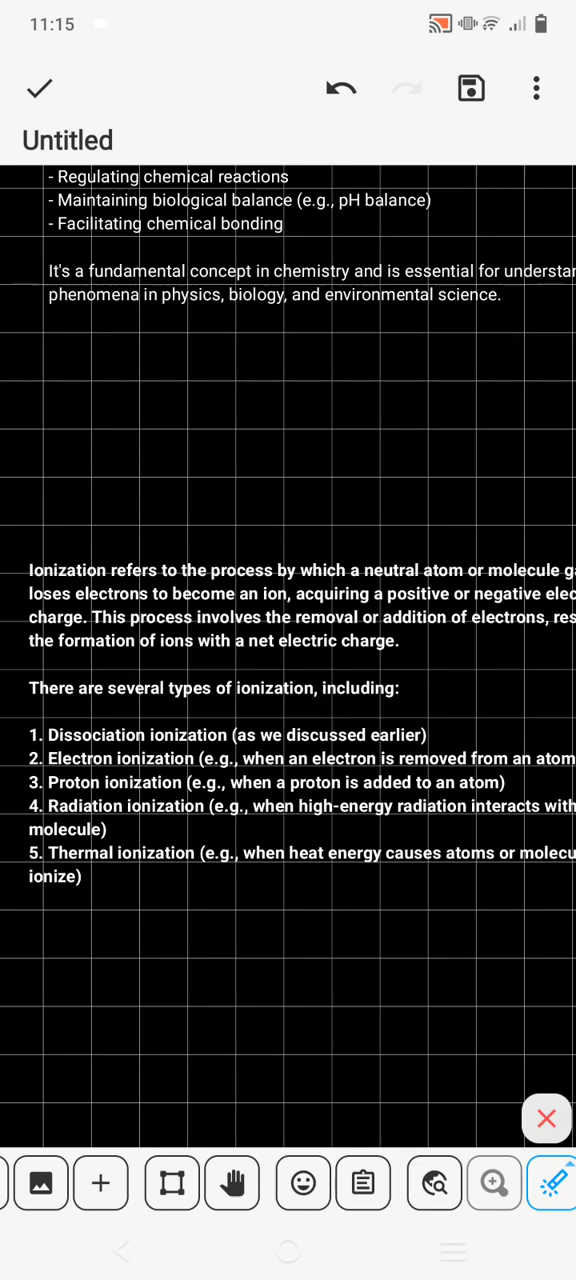 11:15
Untitled
- Regulating chemical reactions
- Maintaining biological balance (e.g., pH balance)
- Facilitating chemical bonding
It's a fundamental concept in chemistry and is essential for
phenomena in physics, biology, and environmental science.
Ionization refers to the process by which a neutral atom or molecule
loses electrons to become an ion, acquiring a positive or negative
charge. This process involves the removal or addition of electrons,
the formation of ions with a net electric charge.
There are several types of ionization, including:
1. Dissociation ionization (as we discussed earlier)
2. Electron ionization (e.g., when an electron is removed from an atom
3. Proton ionization (e.g., when a proton is added to an atom)
4. Radiation ionization (e.g., when high-energy radiation interacts with
molecule)
5. Thermal ionization (e.g., when heat energy causes atoms or
ionize)